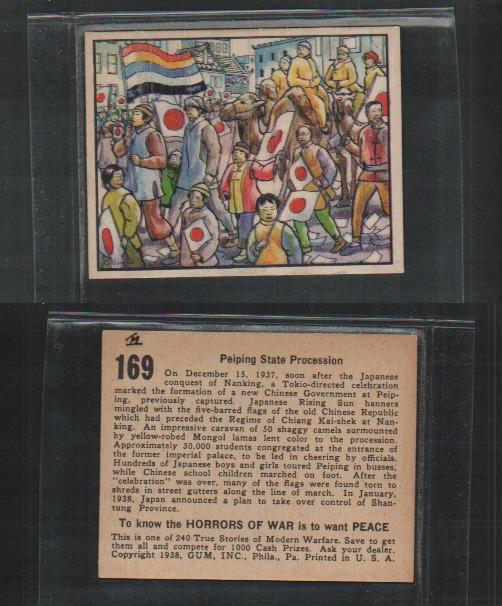 169
Peiping State Procession
On December 15, 1937, soon after the Japanese
conquest of Nanking, a Tokio-directed celebration
marked the formation of a new Chinese Government at Peip-
ing, previously captured. Japanese Rising Sun banners
mingled with the five-barred flags of the old Chinese Republic
which had preceded the Regime of Chiang Kai-shek at Nan-
king. An impressive caravan of 50 shaggy camels surmounted
by yellow-robed Mongol lamas lent color to the procession.
Approximately 30,000 students congregated at the entrance of
the former imperial palace, to be led in cheering by officials.
Hundreds of Japanese boys and girls toured Peiping in busses,
while Chinese school children marched on foot. After the
"celebration" was over, many of the flags were found torn to
shreds in street gutters along the line of march. In January,
1938, Japan announced a plan to take over control of Shan-
tung Province.
To know the HORRORS OF WAR is to want PEACE
This is one of 240 True Stories of Modern Warfare. Save to get
them all and compete for 1000 Cash Prizes. Ask your dealer.
Copyright 1938, GUM, INC., Phila., Pa. Printed in U. S. A.